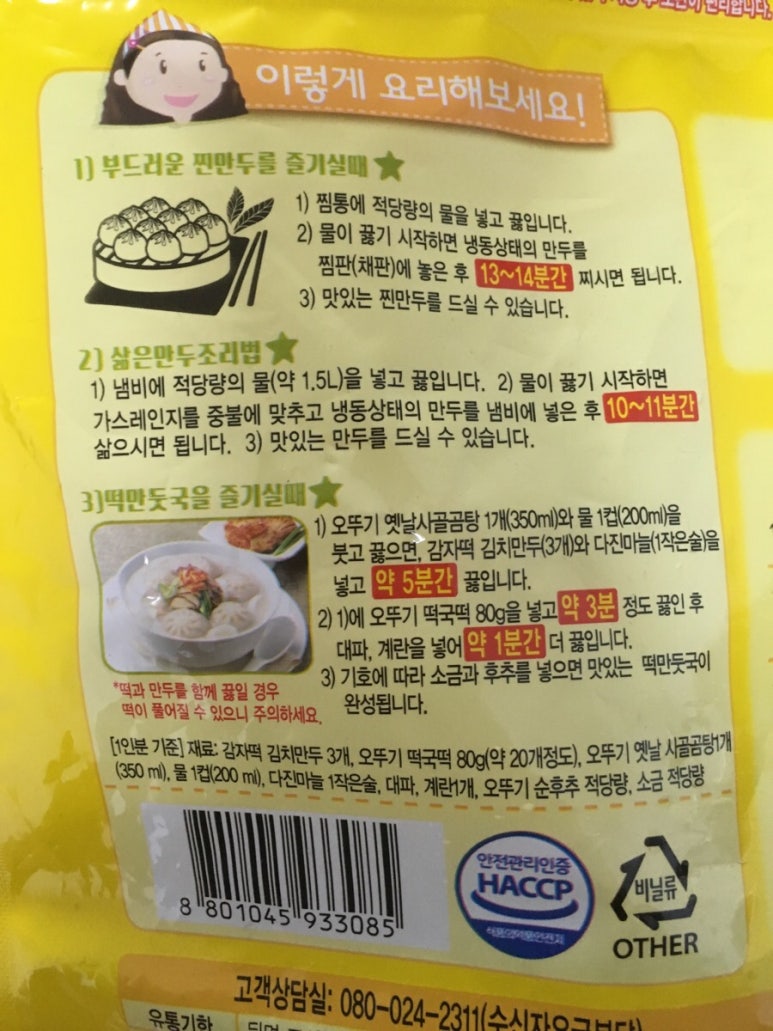 편리합니다.
이렇게 요리해보세요!
1) 부드러운 찐만두를 즐기실때
1) 찜통에 적당량의 물을 넣고 끓입니다.
2) 물이 끓기 시작하면 냉동상태의 만두를
찜판(채판)에 놓은 후 13~14분간 찌시면 됩니다.
3) 맛있는 찐만두를 드실 수 있습니다.
2) 삶은만두조리법
1) 냄비에 적당량의 물(약 1.5L)을 넣고 끓입니다. 2) 물이 끓기 시작하면
가스레인지를 중불에 맞추고 냉동상태의 만두를 냄비에 넣은 후 10~11분간
삶으시면 됩니다. 3) 맛있는 만두를 드실 수 있습니다.
3)떡만둣국을 즐기실때
1) 오뚜기 옛날사골곰탕 1개(350ml)와 물 1컵(200ml)을
붓고 끓으면, 감자떡 김치만두(3개)와 다진마늘(1작은술)을
넣고 약 5분간 끓입니다.
2) 1)에 오뚜기 떡국떡 80g을 넣고 약 3분 정도 끓인 후
대파, 계란을 넣어 약 1분간 더 끓입니다.
3) 기호에 따라 소금과 후추를 넣으면 맛있는 떡만둣국이
완성됩니다.
*떡과 만두를 함께 끓일 경우
떡이 풀어질 수 있으니 주의하세요.
[1인분 기준] 재료: 감자떡 김치만두 3개, 오뚜기 떡국떡 80g(약 20개정도), 오뚜기 옛날 사골곰탕1개
(350 ml), 물 1컵(200 ml), 다진마늘 1작은술, 대파, 계란1개, 오뚜기 순후추 적당량, 소금 적당량
8 801045 933085
안전관리인증
HACCP
식품의약품안전처
비닐류
OTHER
고객상담실: 080-024-2311(수신자요금부담)
유통기한